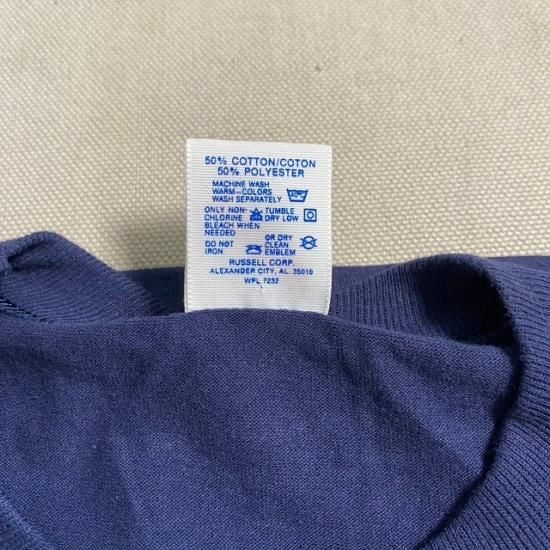 50% COTTON/COTON
50% POLYESTER
MACHINE WASH
WARM-COLORS
WASH SEPARATELY
ONLY NON- TUMBLE
CHLORINE DRY LOW
BLEACH WHEN
NEEDED OR DRY
DO NOT CLEAN
IRON EMBLEM
RUSSELL CORP.
ALEXANDER CITY, AL 35010
WPL 7232